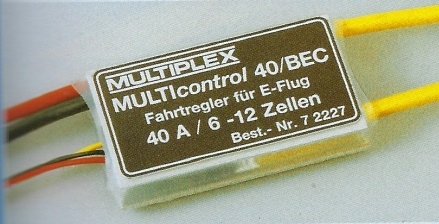 MULTIPLEX
MULTIcontrol 40/BEC
Fahrtregler für E-Flug
40 A / 6 -12 Zellen
Best.- Nr. 7 2227